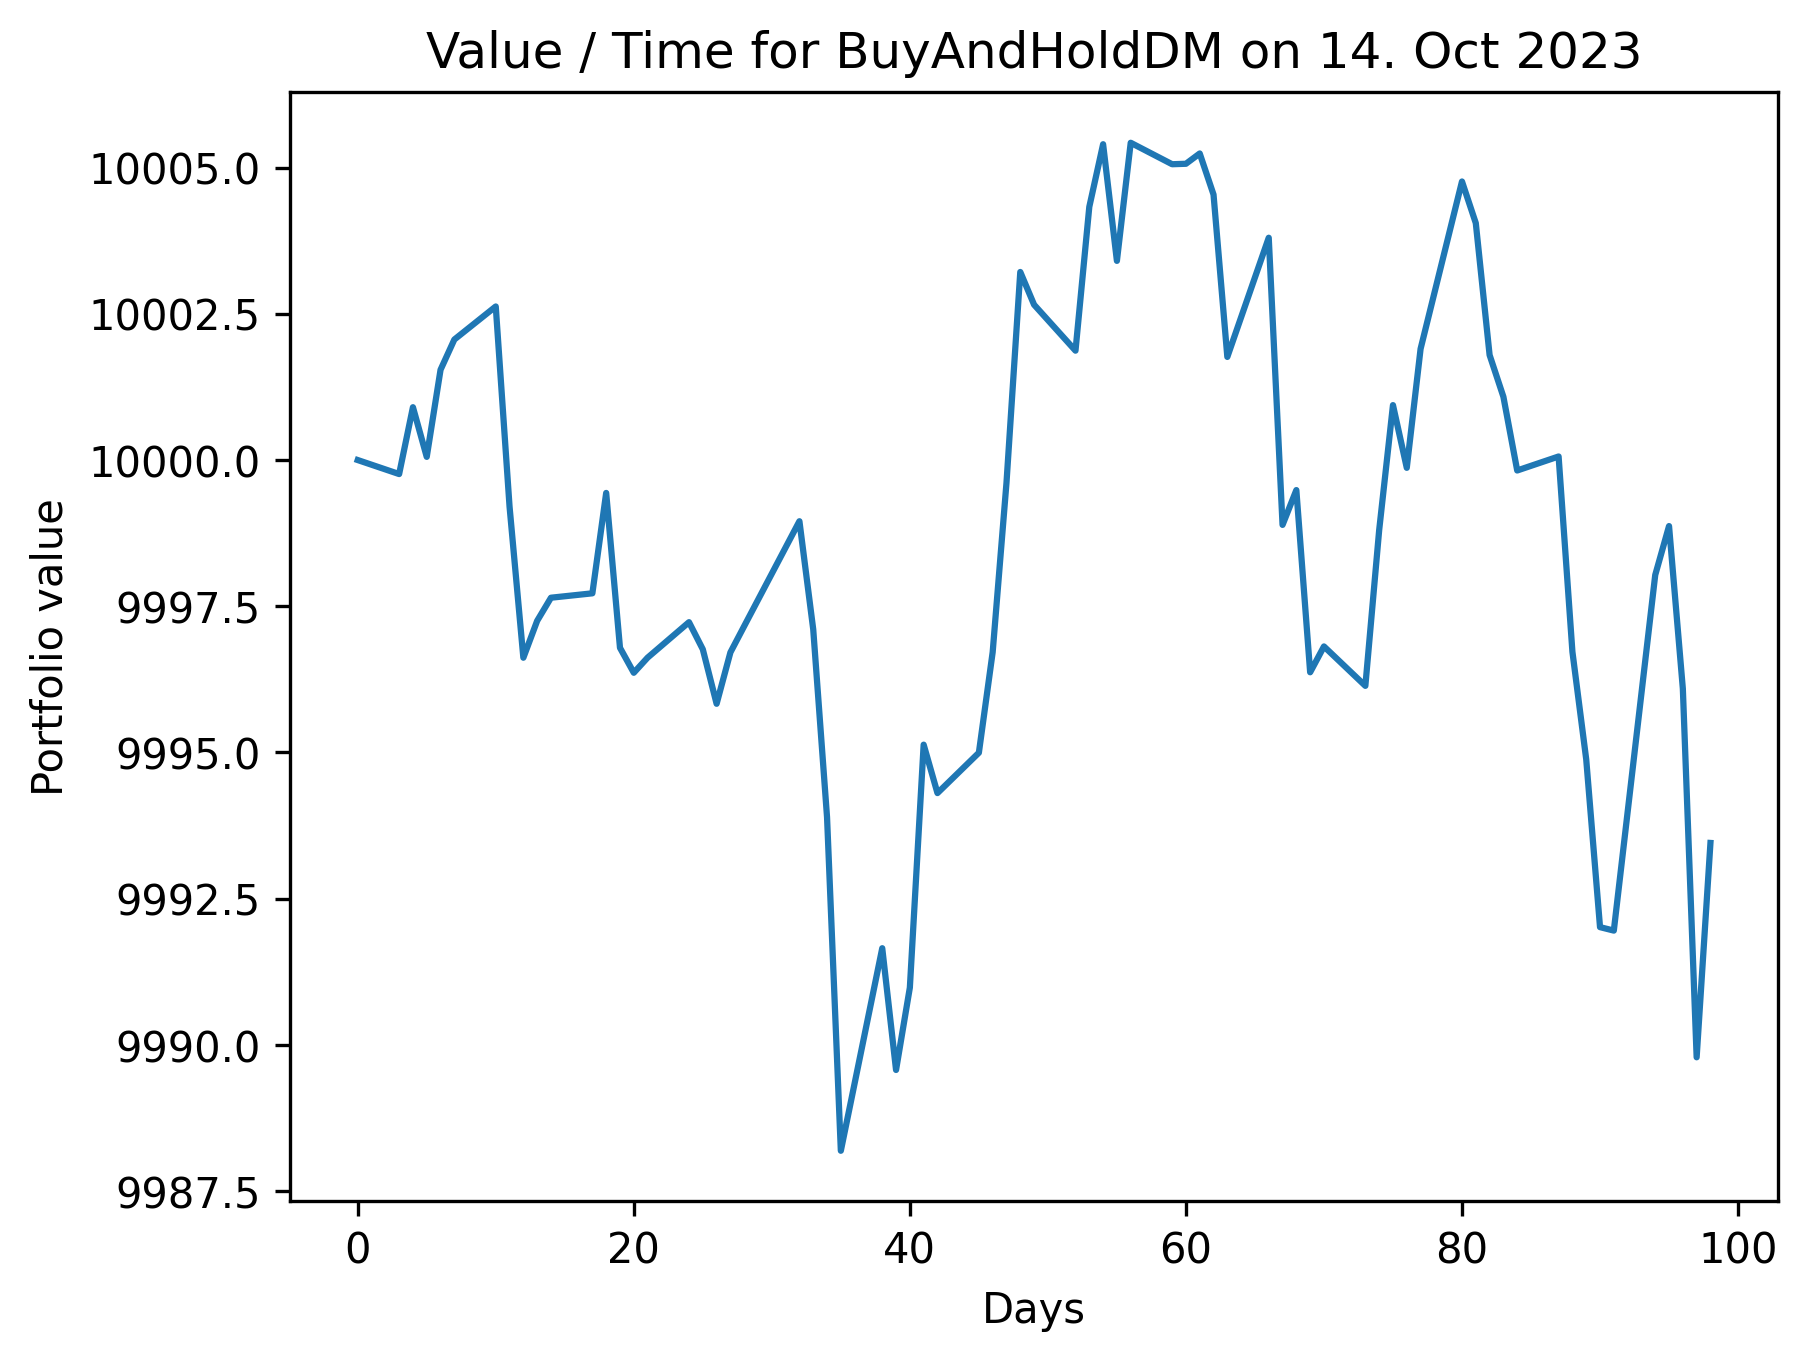 Value / Time for BuyAndHoldDM on 14. Oct 2023
Portfolio value
10005.0
10002.5
10000.0
9997.5
9995.0
9992.5
9990.0
9987.5
0 20 40 60 80 100
Days